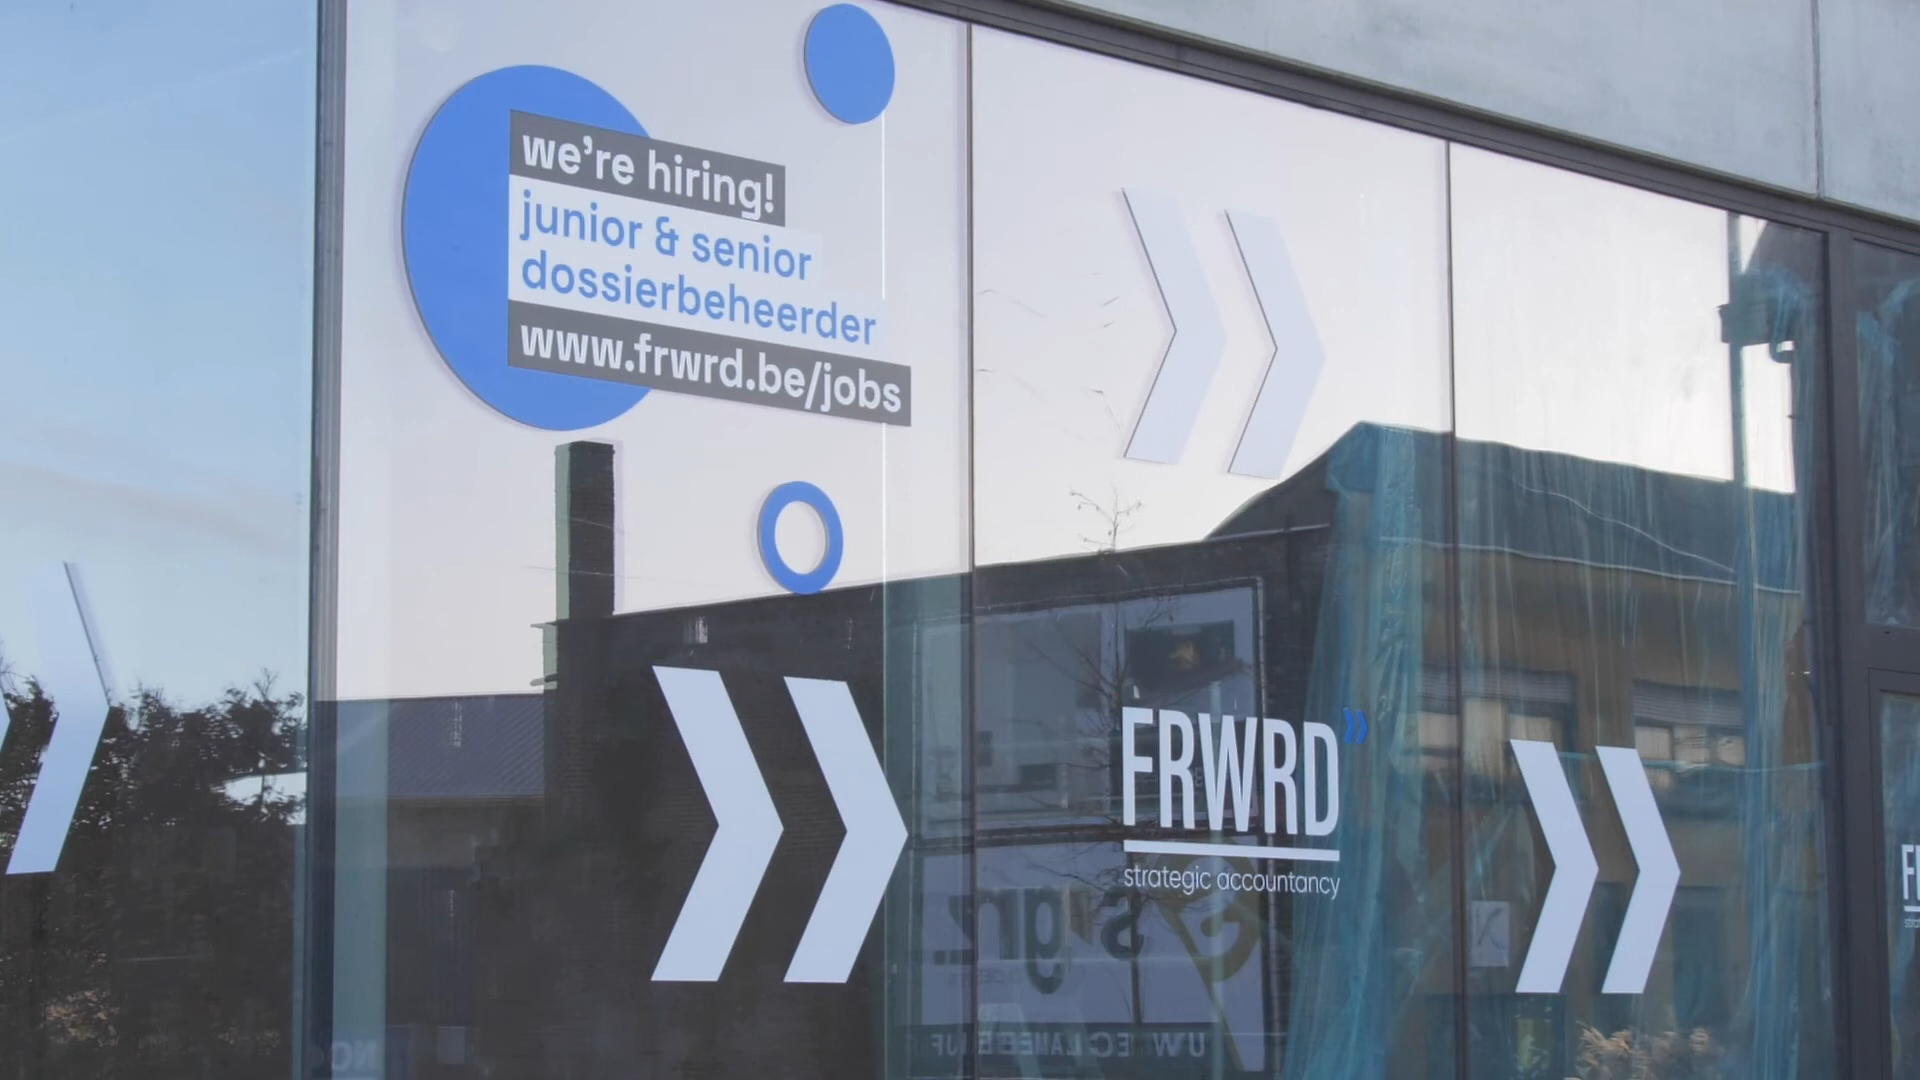 we're hiring!
junior & senior
dossierbeheerder
www.frwrd.be/jobs
FRWRD
strategic accountancy